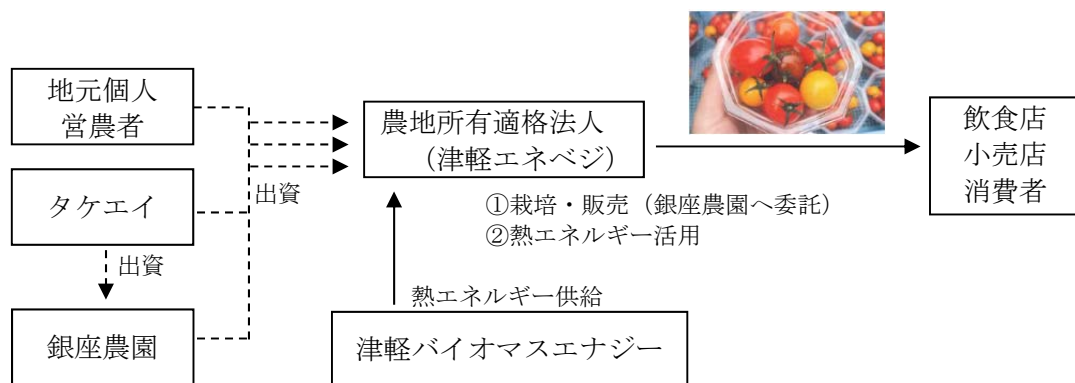 地元個人
営農者
タケエイ
出資
銀座農園
出資
農地所有適格法人
（津軽エネベジ）
①栽培・販売（銀座農園へ委託）
②熱エネルギー活用
熱エネルギー供給
津軽バイオマスエナジー
飲食店
小売店
消費者